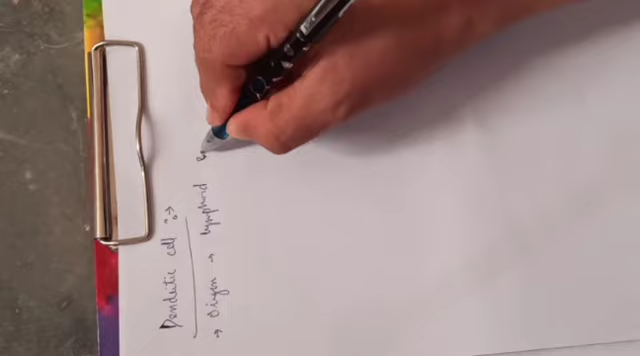 Dendritic cell :→
→ Origin → lymphoid &